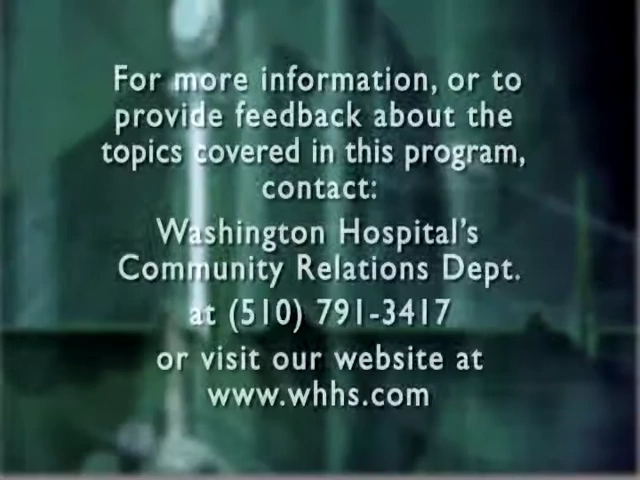 For more information, or to
provide feedback about the
topics covered in this program,
contact:
Washington Hospital's
Community Relations Dept.
at (510) 791-3417
or visit our website at
www.whhs.com